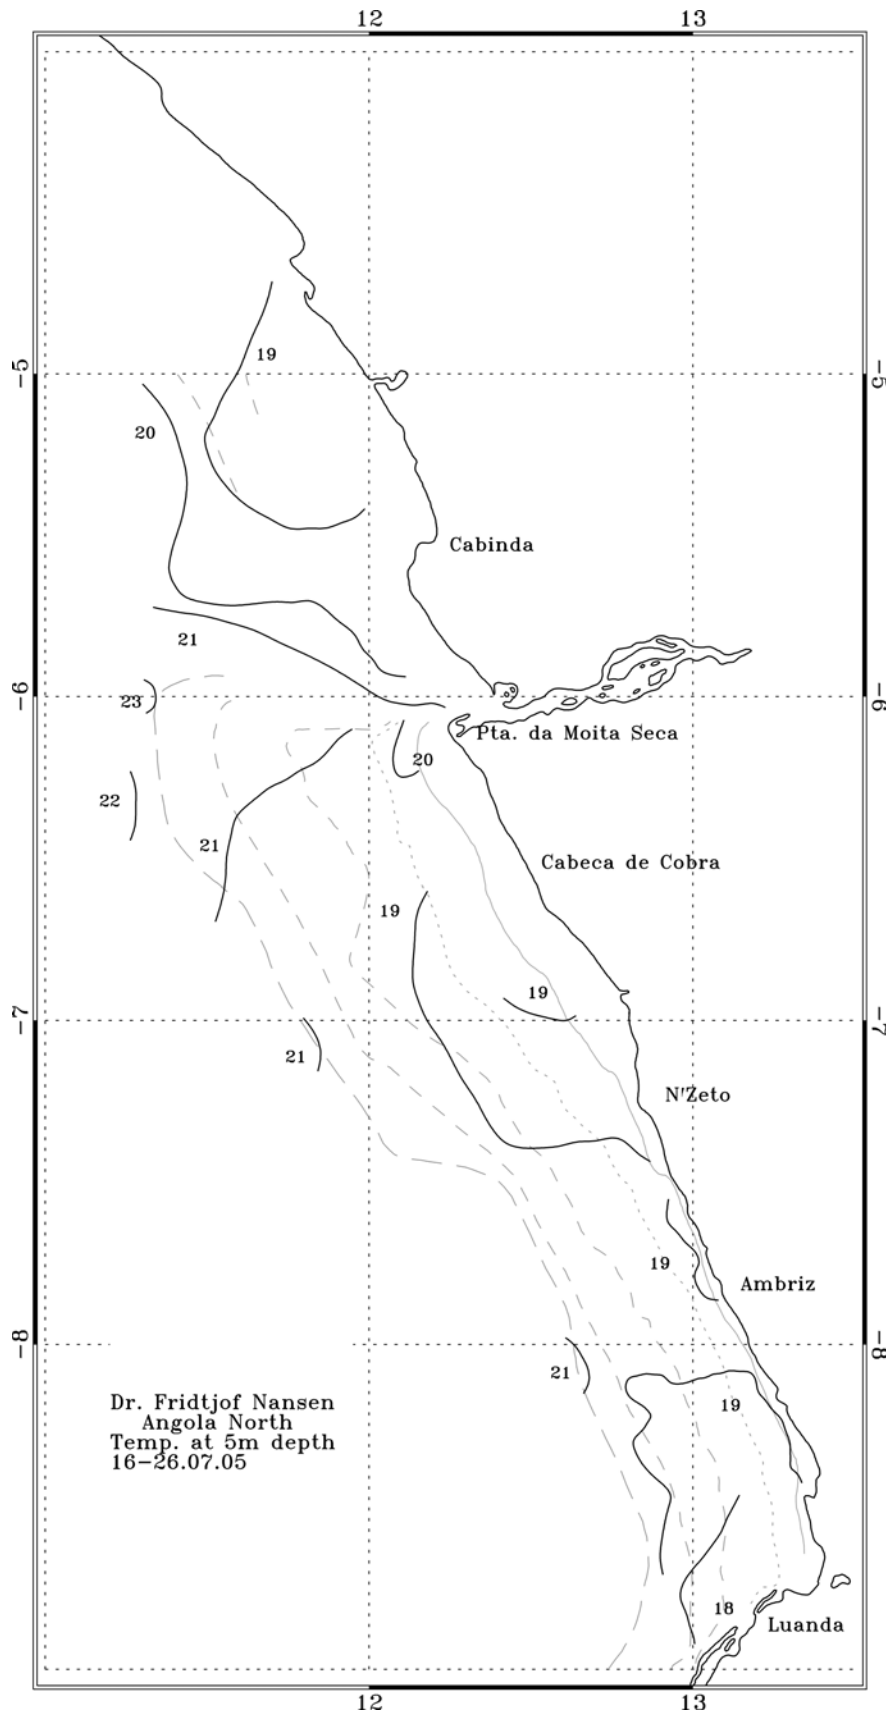 12 13
19
-5 -5
20
Cabinda
21
-6 -6
23
Pta. da Moita Seca
20
22
21
Cabeca de Cobra
19
19
-7 -7
21
N'Zeto
19
Ambriz
-8 -8
21
19
Dr. Fridtjof Nansen
Angola North
Temp. at 5m depth
16-26.07.05
18
Luanda
12 13